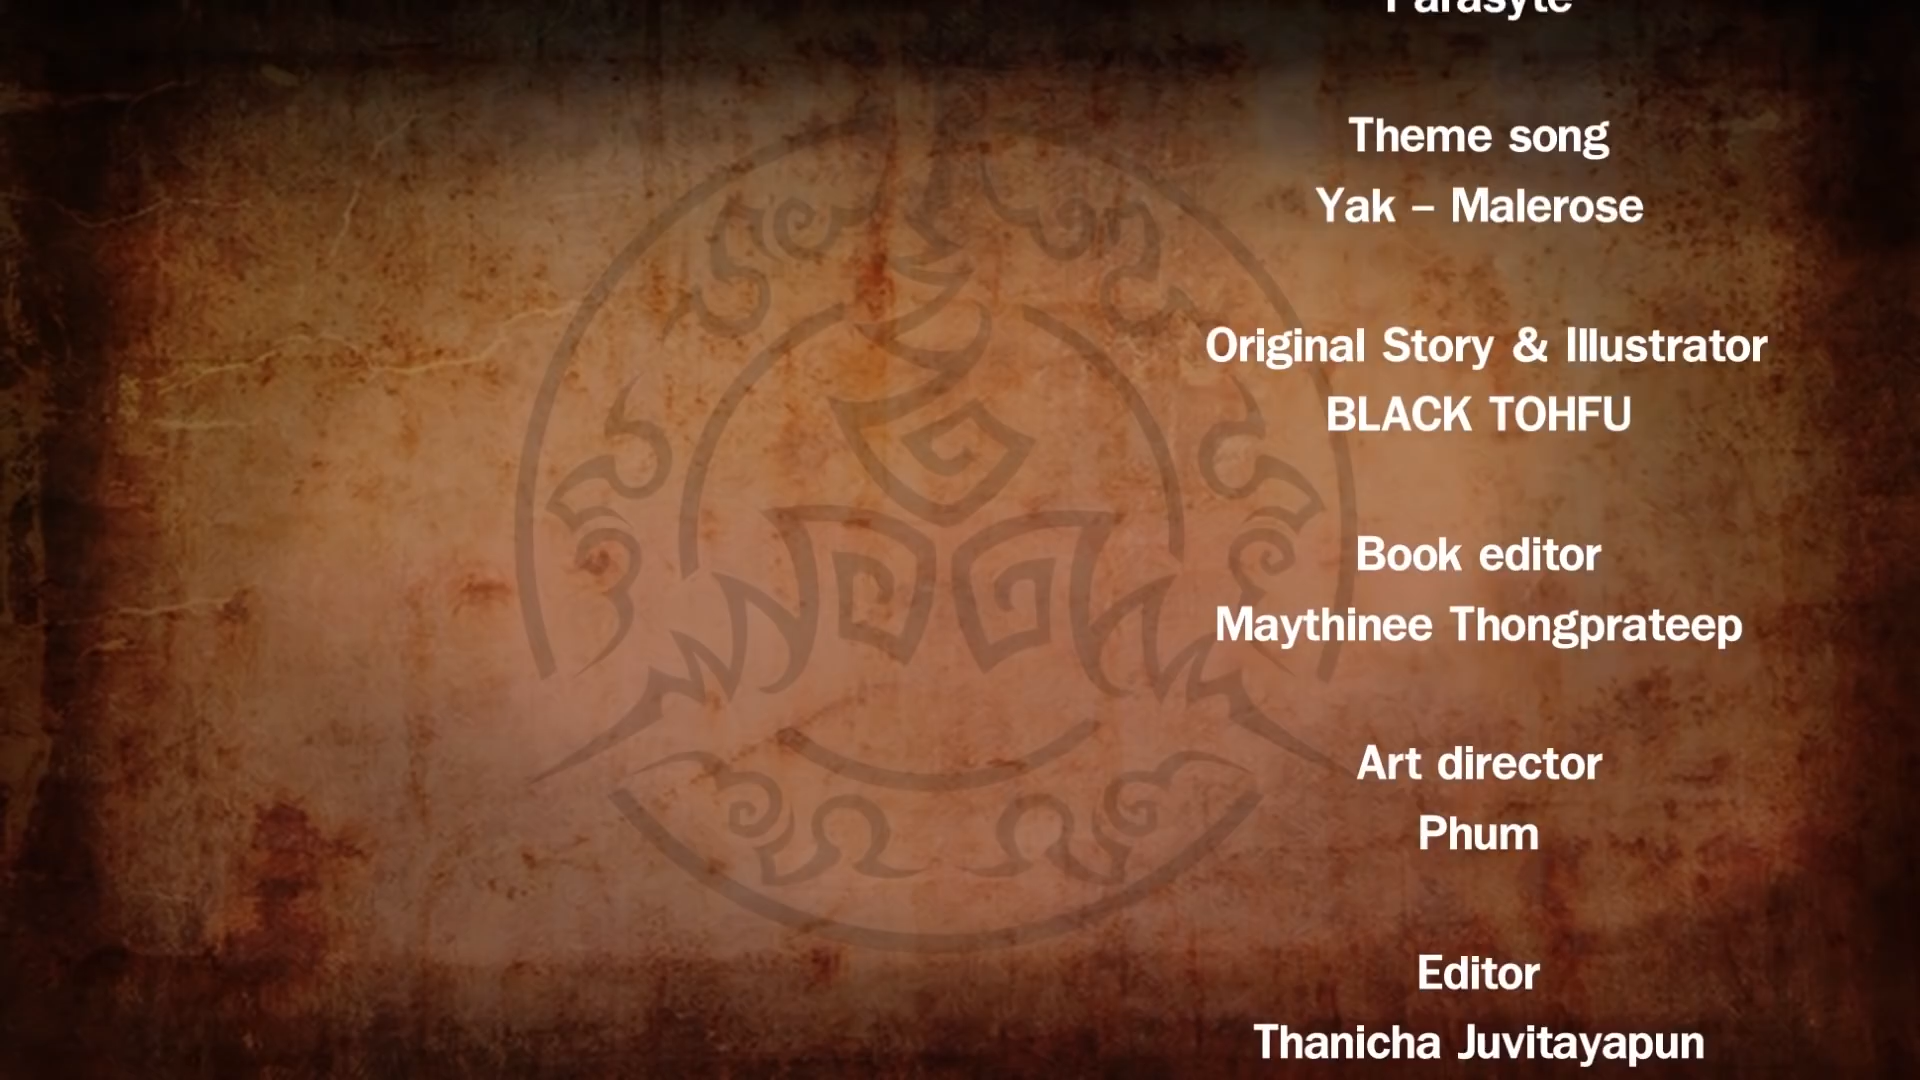 Parasyte
Theme song
Yak – Malerose
Original Story & Illustrator
BLACK TOHFU
Book editor
Maythinee Thongprateep
Art director
Phum
Editor
Thanicha Juvitayapun